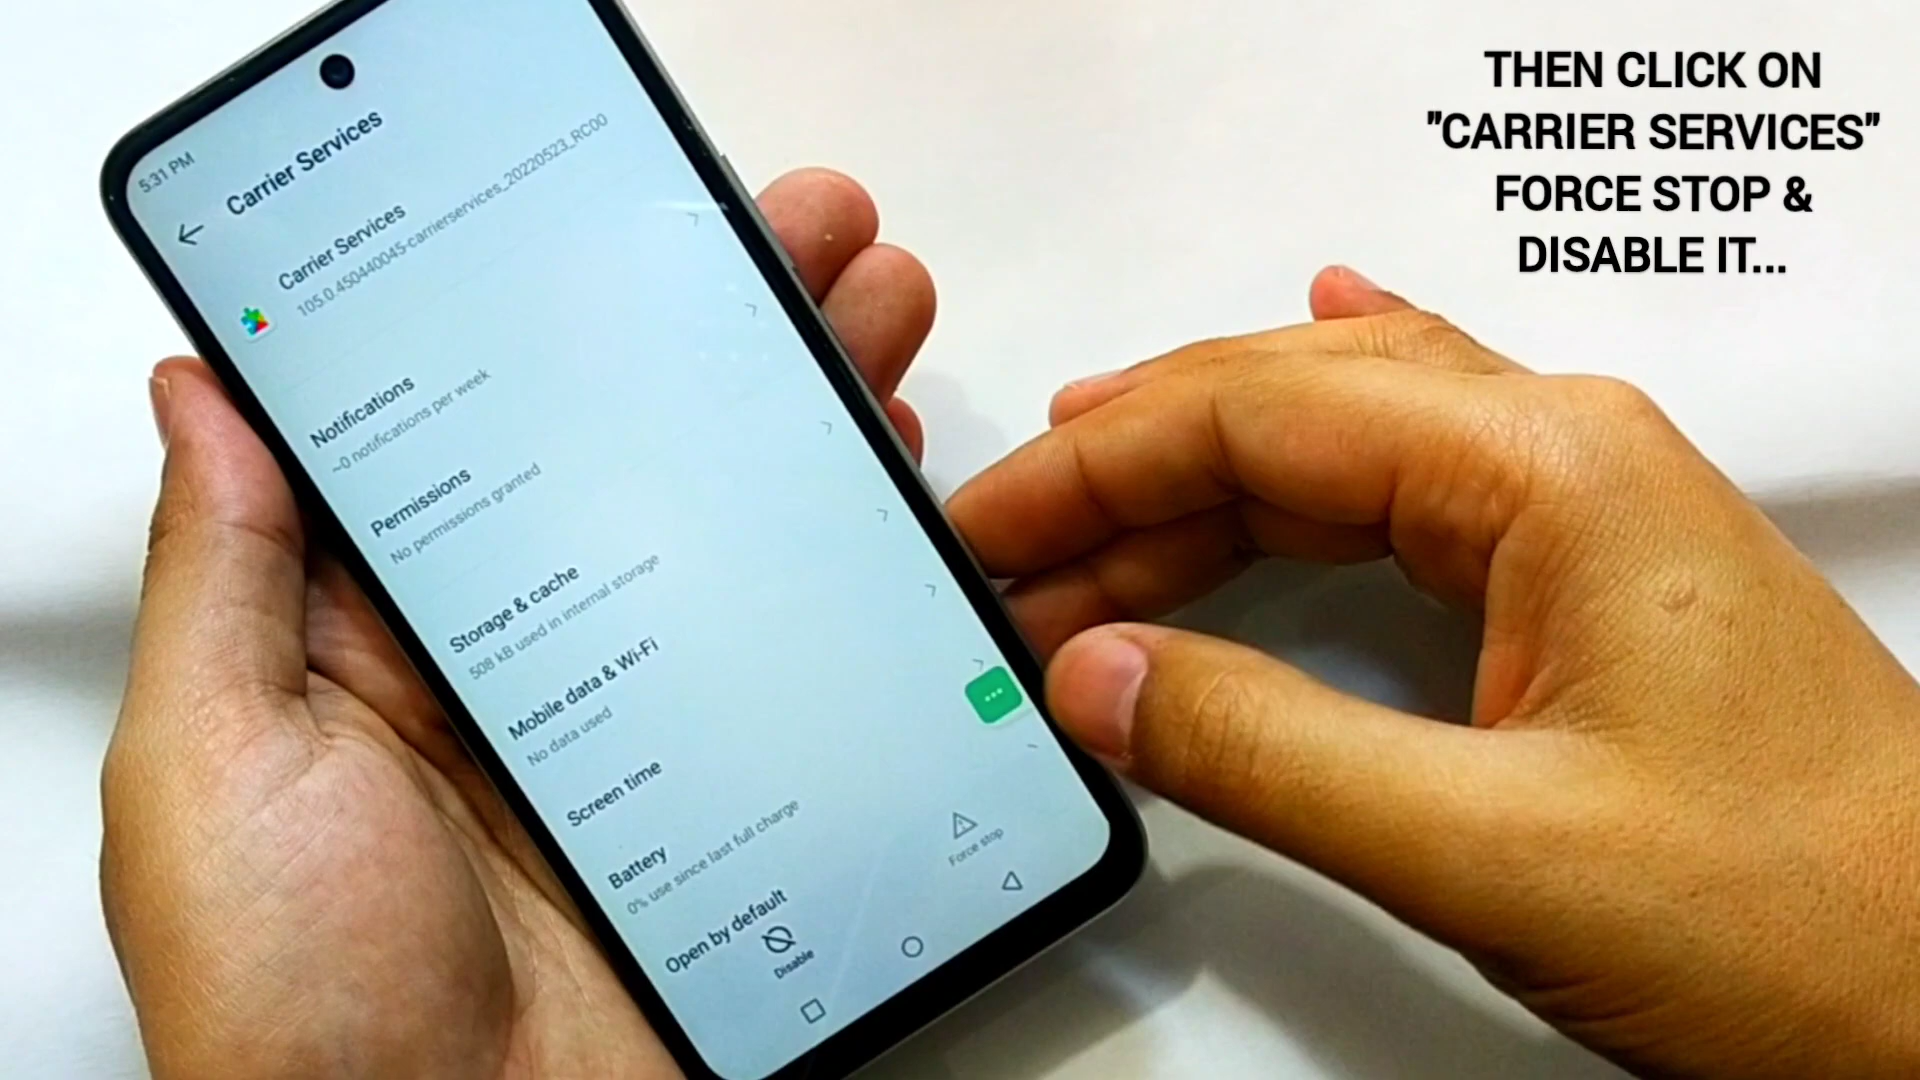 THEN CLICK ON
"CARRIER SERVICES"
FORCE STOP &
DISABLE IT...
5:31 PM
Carrier Services
Carrier Services
105.0.450440045-carrierservices_20220523_RC00
Notifications
~0 notifications per week
Permissions
No permissions granted
Storage & cache
508 kB used in internal storage
Mobile data & Wi-Fi
No data used
Screen time
Battery
0% use since last full charge
Open by default
Disable
Force stop